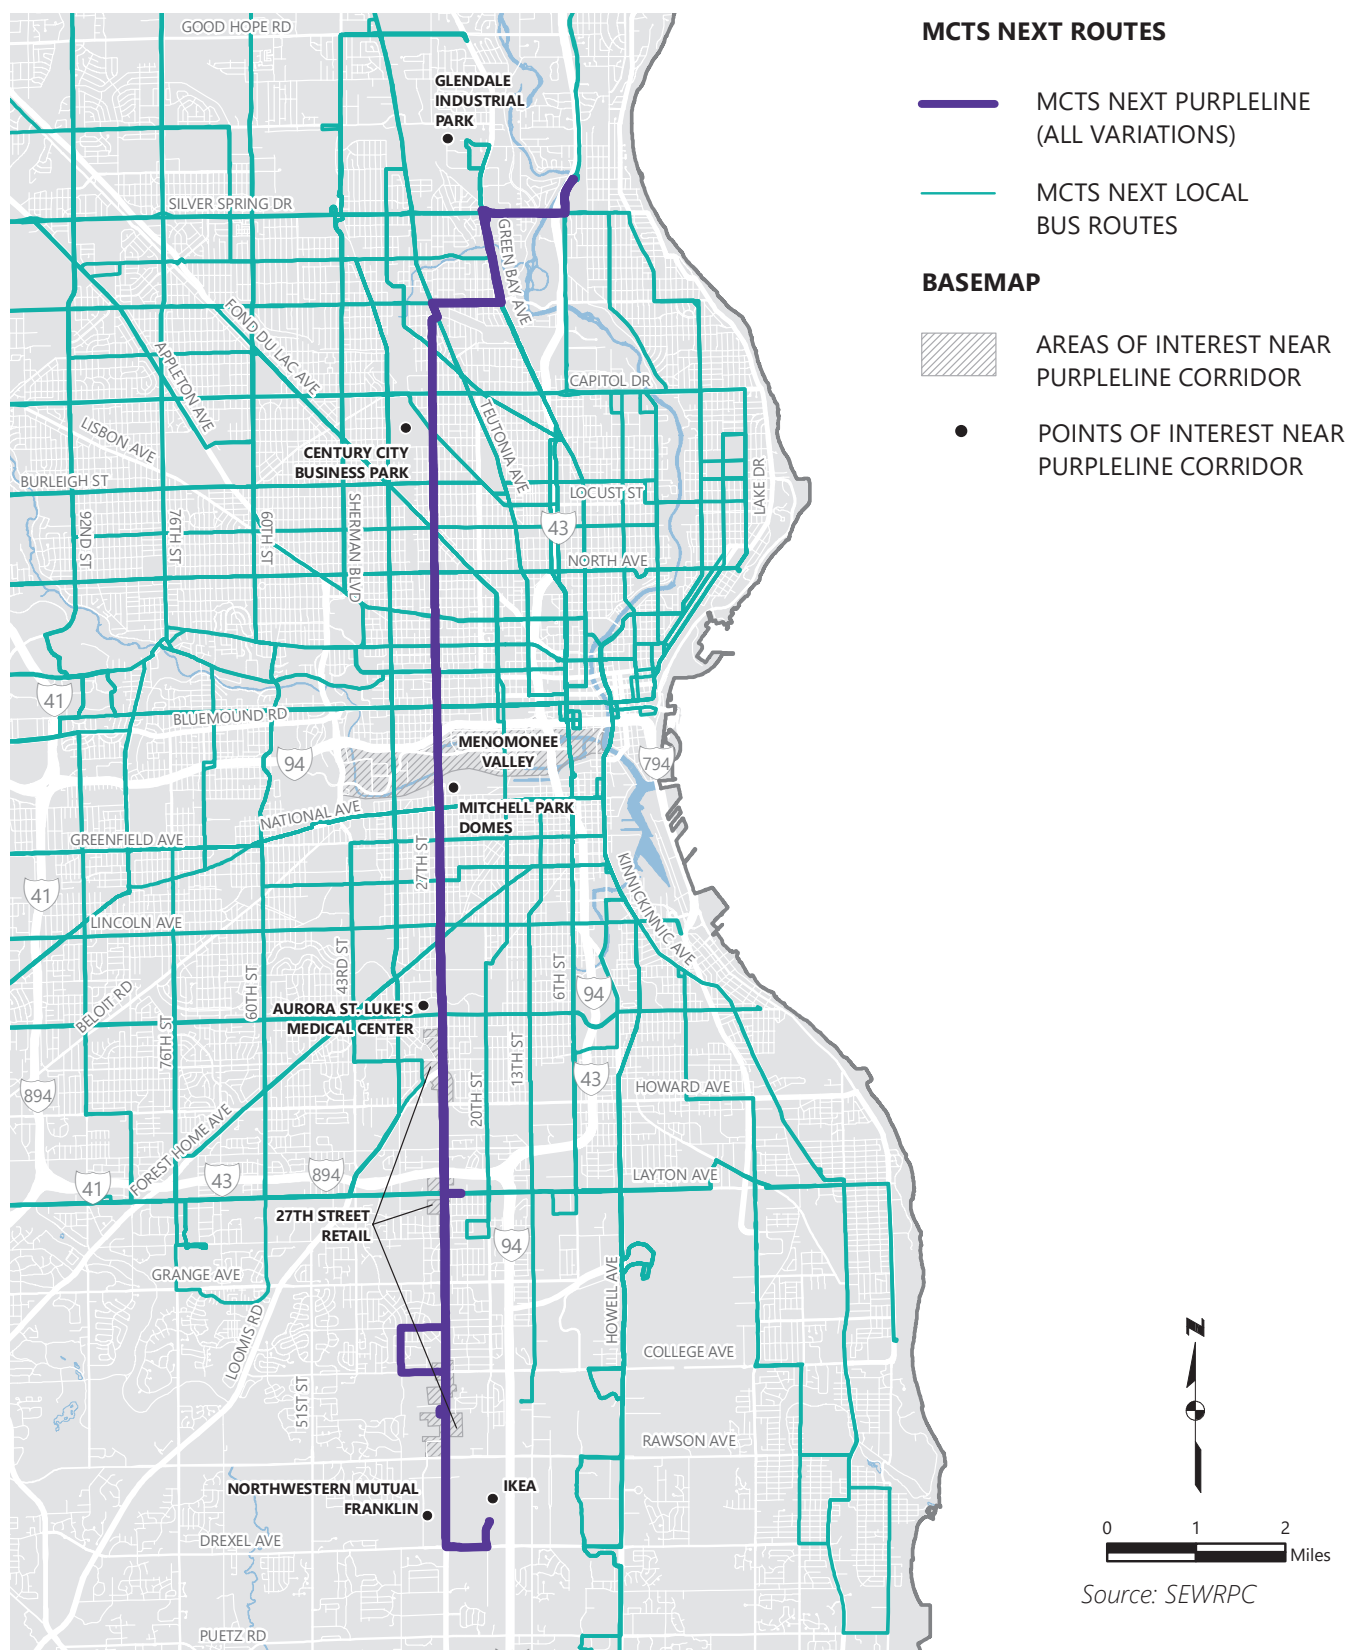 MCTS NEXT ROUTES
MCTS NEXT PURPLELINE
(ALL VARIATIONS)
MCTS NEXT LOCAL
BUS ROUTES
BASEMAP
AREAS OF INTEREST NEAR
PURPLELINE CORRIDOR
POINTS OF INTEREST NEAR
PURPLELINE CORRIDOR
GOOD HOPE RD
GLENDALE
INDUSTRIAL
PARK
SILVER SPRING DR
GREEN BAY AVE
FOND DU LAC AVE
APPLETON AVE
CAPITOL DR
LISBON AVE
TEUTONIA AVE
CENTURY CITY
BUSINESS PARK
BURLEIGH ST
LOCUST ST
LAKE DR
92ND ST
76TH ST
60TH ST
SHERMAN BLVD
43
NORTH AVE
41
BLUEMOUND RD
94
MENOMONEE
VALLEY
794
MITCHELL PARK
DOMES
NATIONAL AVE
GREENFIELD AVE
27TH ST
KINNICKINNIC AVE
41
LINCOLN AVE
43RD ST
60TH ST
6TH ST
94
BELOIT RD
AURORA ST. LUKE'S
MEDICAL CENTER
76TH ST
13TH ST
20TH ST
43
HOWARD AVE
894
FOREST HOME AVE
41
43
894
LAYTON AVE
27TH STREET
RETAIL
94
GRANGE AVE
HOWELL AVE
LOOMIS RD
COLLEGE AVE
51ST ST
RAWSON AVE
NORTHWESTERN MUTUAL
FRANKLIN
IKEA
DREXEL AVE
PUETZ RD
N
0 1 2
Miles
Source: SEWRPC